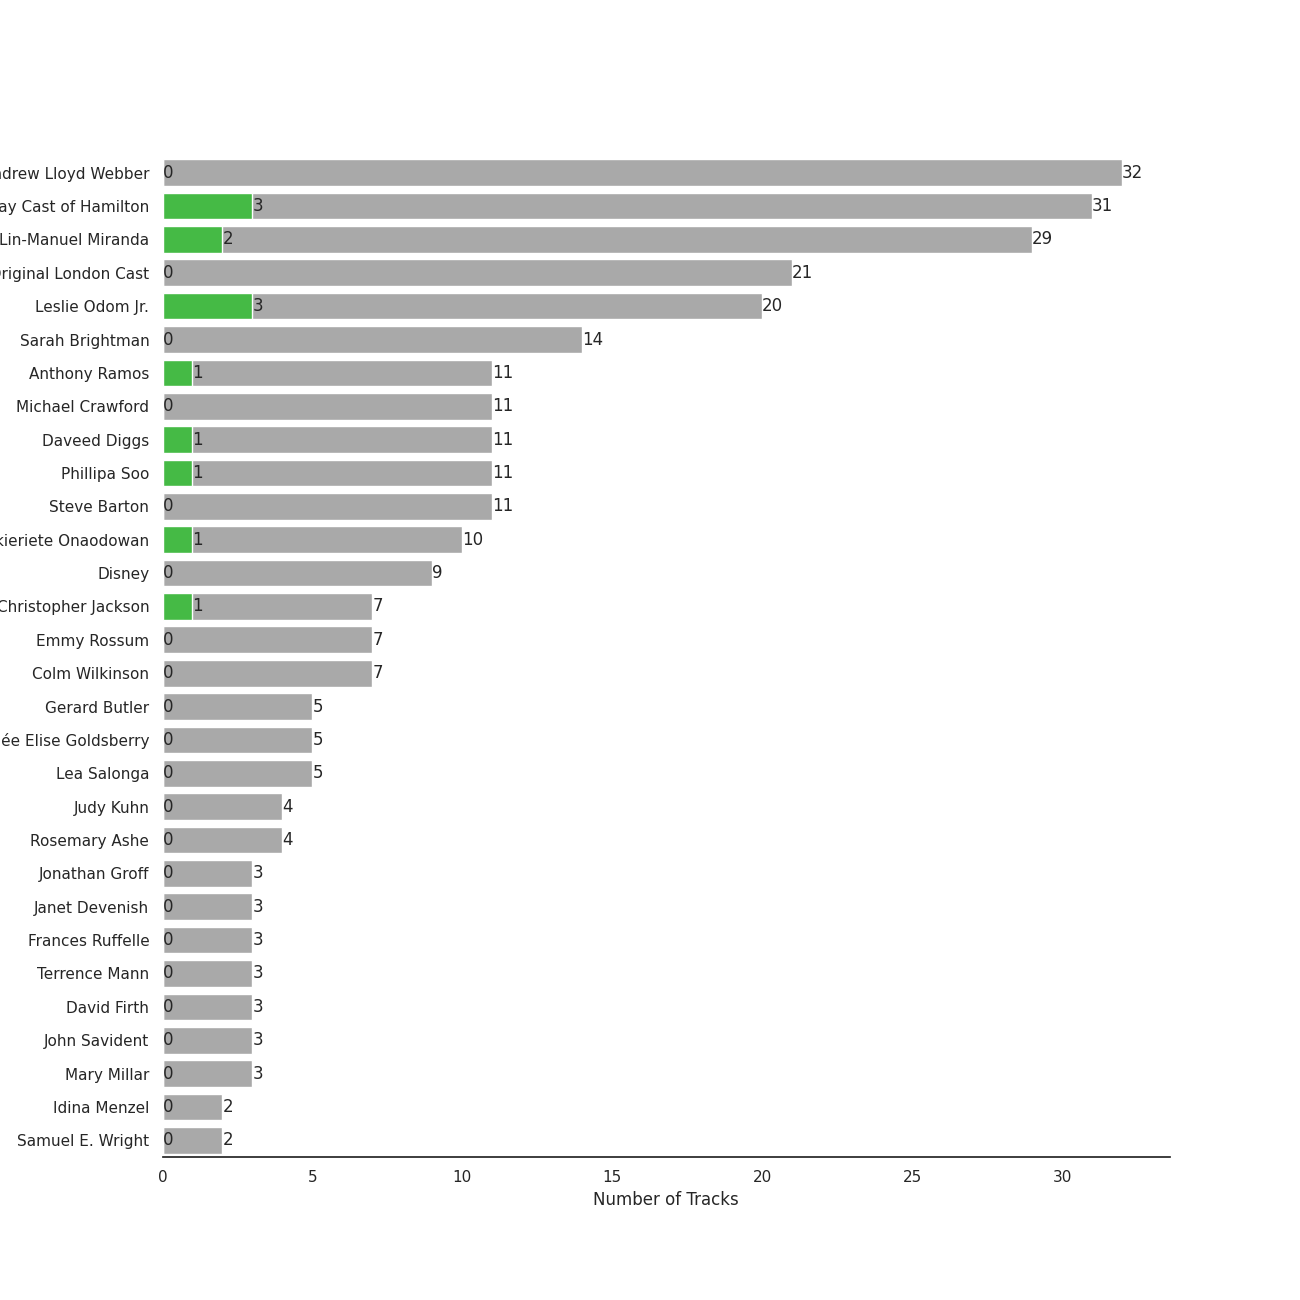 drew Lloyd Webber 0 32
ay Cast of Hamilton 3 31
Lin-Manuel Miranda 2 29
riginal London Cast 0 21
Leslie Odom Jr. 3 20
Sarah Brightman 0 14
Anthony Ramos 1 11
Michael Crawford 0 11
Daveed Diggs 1 11
Phillipa Soo 1 11
Steve Barton 0 11
kieriete Onaodowan 1 10
Disney 0 9
Christopher Jackson 1 7
Emmy Rossum 0 7
Colm Wilkinson 0 7
Gerard Butler 0 5
ée Elise Goldsberry 0 5
Lea Salonga 0 5
Judy Kuhn 0 4
Rosemary Ashe 0 4
Jonathan Groff 0 3
Janet Devenish 0 3
Frances Ruffelle 0 3
Terrence Mann 0 3
David Firth 0 3
John Savident 0 3
Mary Millar 0 3
Idina Menzel 0 2
Samuel E. Wright 0 2
0 5 10 15 20 25 30
Number of Tracks